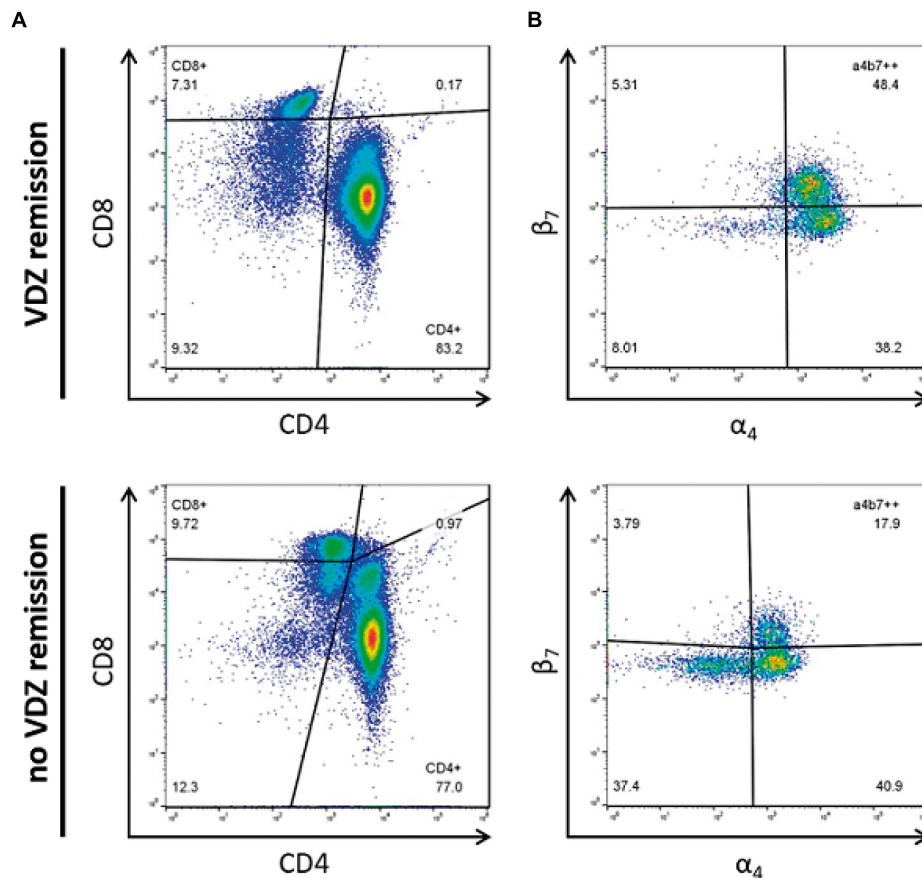 A
B
VDZ remission
CD8+
7.31
0.17
9.32
CD4+
83.2
CD8
CD4
5.31
a4b7++
48.4
8.01
38.2
β7
α4
no VDZ remission
CD8+
9.72
0.97
12.3
CD4+
77.0
CD8
CD4
3.79
a4b7++
17.9
37.4
40.9
β7
α4